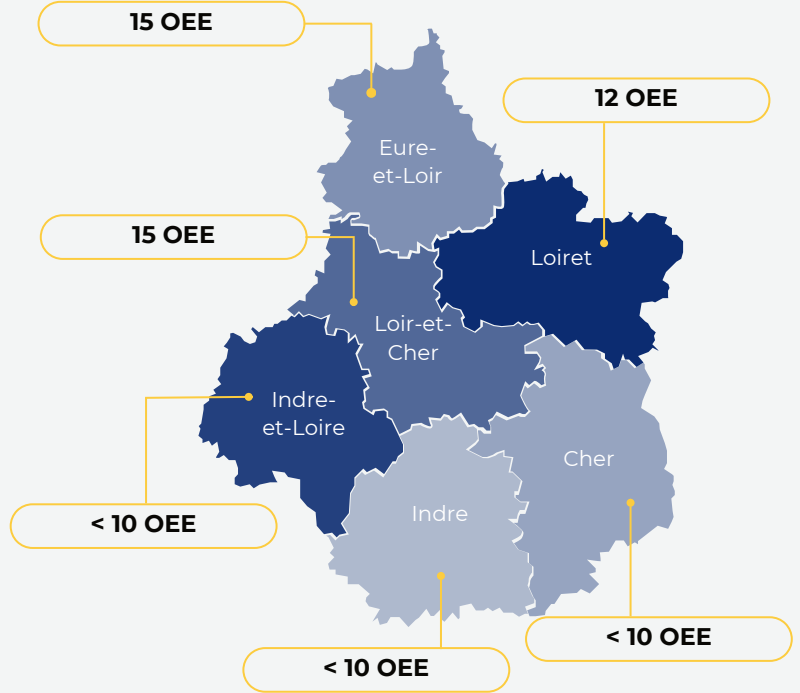 15 OEE
12 OEE
Eure-
et-Loir
15 OEE
Loiret
Loir-et-
Cher
Indre-
et-Loire
Cher
Indre
< 10 OEE
< 10 OEE
< 10 OEE